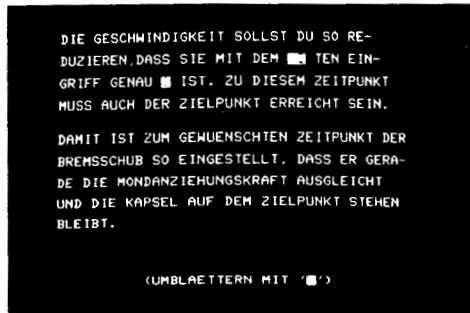 DIE GESCHWINDIGKEIT SOLLST DU SO RE-
DUZIEREN,DASS SIE MIT DEM TEN EIN-
GRIFF GENAU IST. ZU DIESEM ZEITPUNKT
MUSS AUCH DER ZIELPUNKT ERREICHT SEIN.
DAMIT IST ZUM GEWUENSCHTEN ZEITPUNKT DER
BREMSSCHUB SO EINGESTELLT, DASS ER GERA-
DE DIE MONDANZIEHUNGSKRAFT AUSGLEICHT
UND DIE KAPSEL AUF DEM ZIELPUNKT STEHEN
BLEIBT.
(UMBLAETTERN MIT ' ')